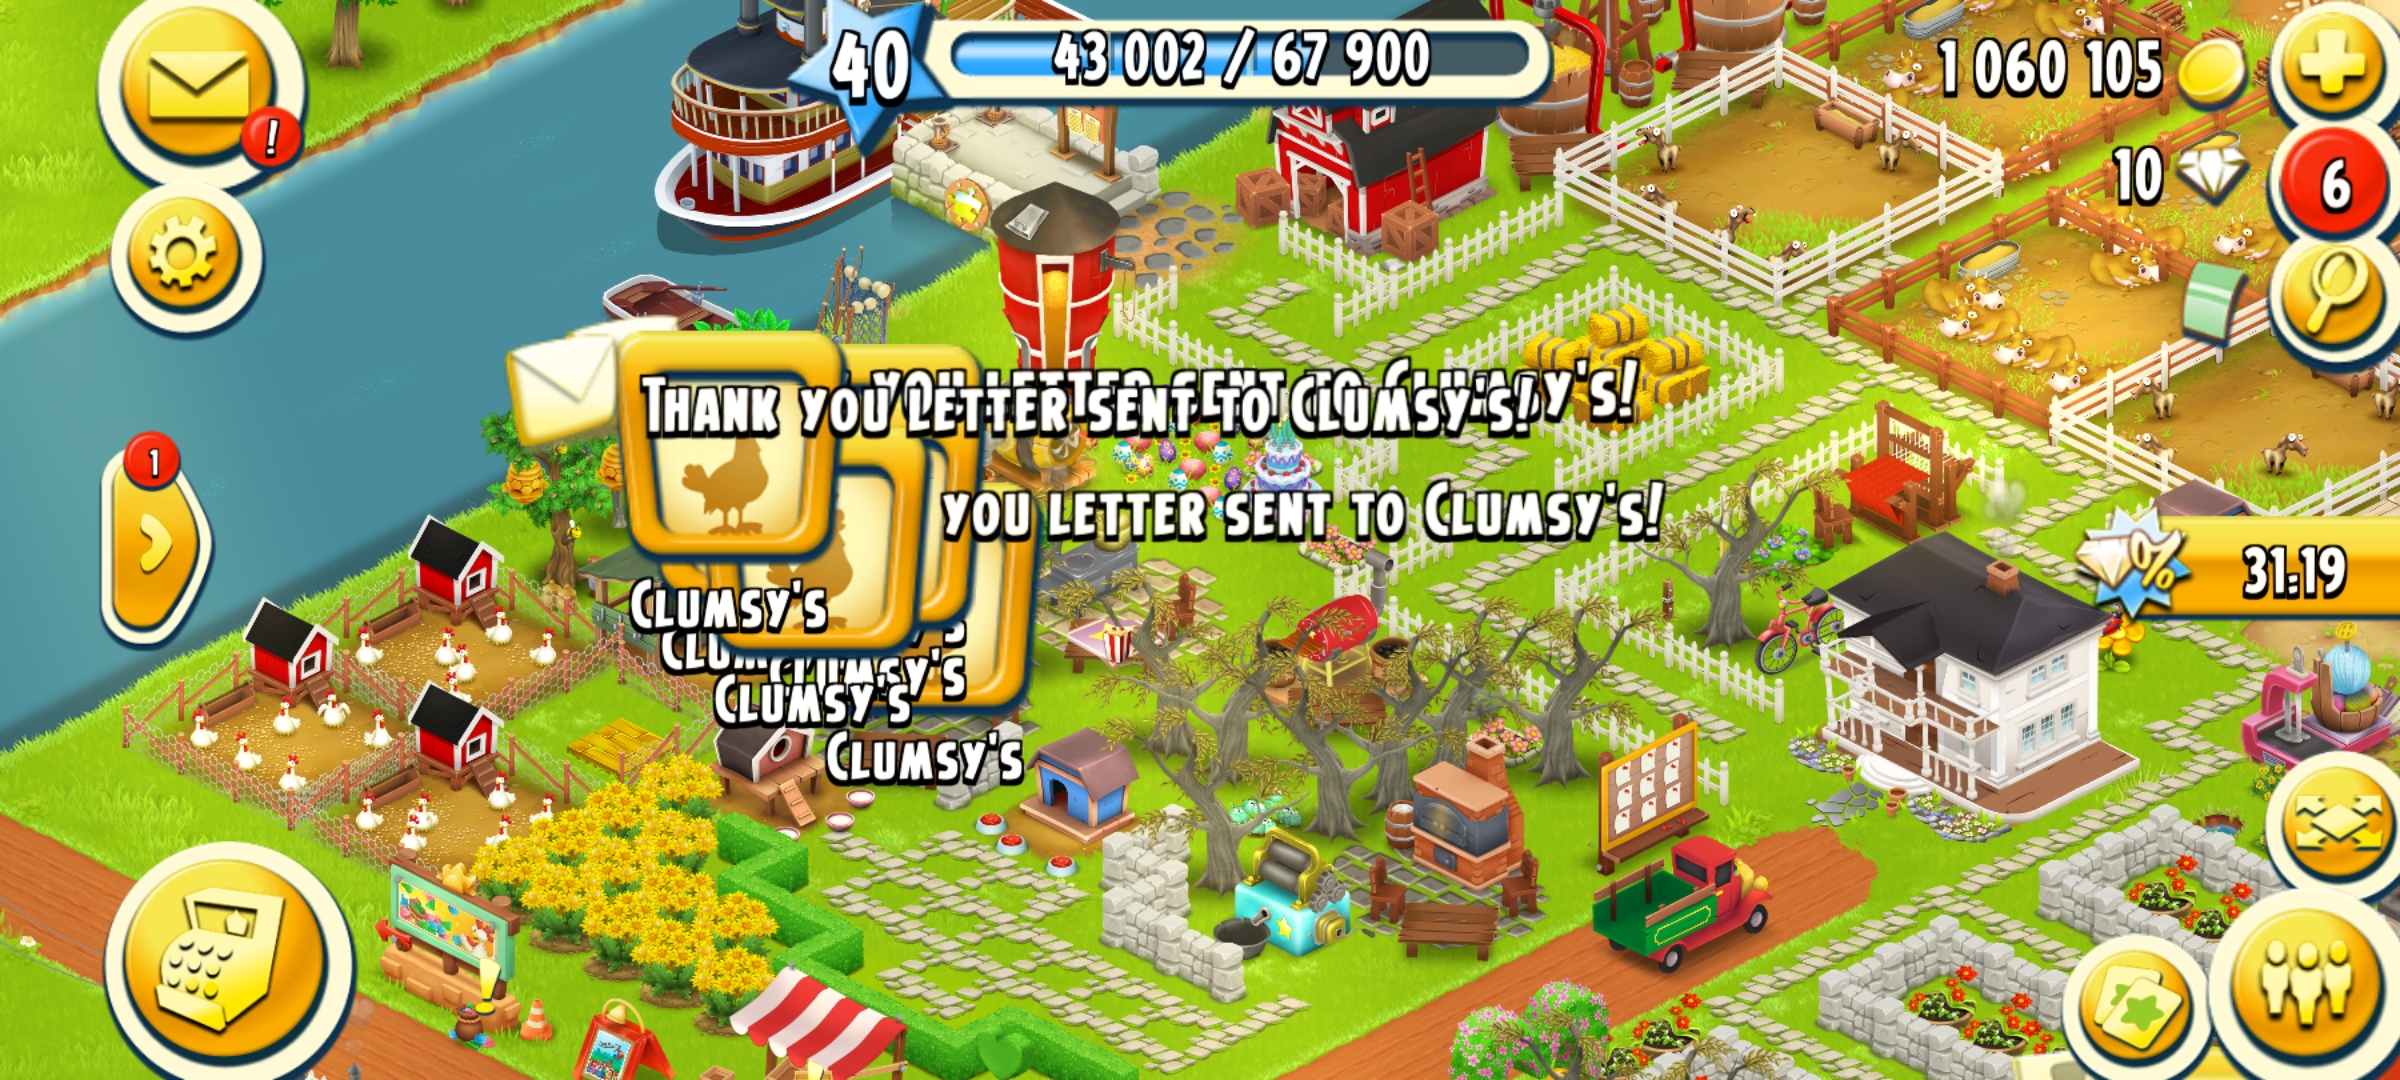 40
43 002 / 67 900
1 060 105
10
6
!
1
THANK YOU LETTER SENT TO CLUMSY'S!
YOU LETTER SENT TO CLUMSY'S!
CLUMSY'S
CLUMSY'S
CLUMSY'S
%
31:19